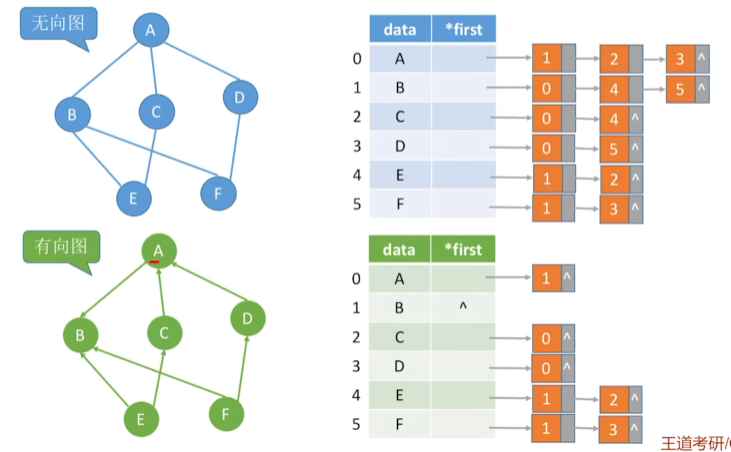 无向图
A
B
C
D
E
F
data *first
0 A 1 2 3 ^
1 B 0 4 5 ^
2 C 0 4 ^
3 D 0 5 ^
4 E 1 2 ^
5 F 1 3 ^
有向图
A
B
C
D
E
F
data *first
0 A 1 ^
1 B ^
2 C 0 ^
3 D 0 ^
4 E 1 2 ^
5 F 1 3 ^
王道考研/